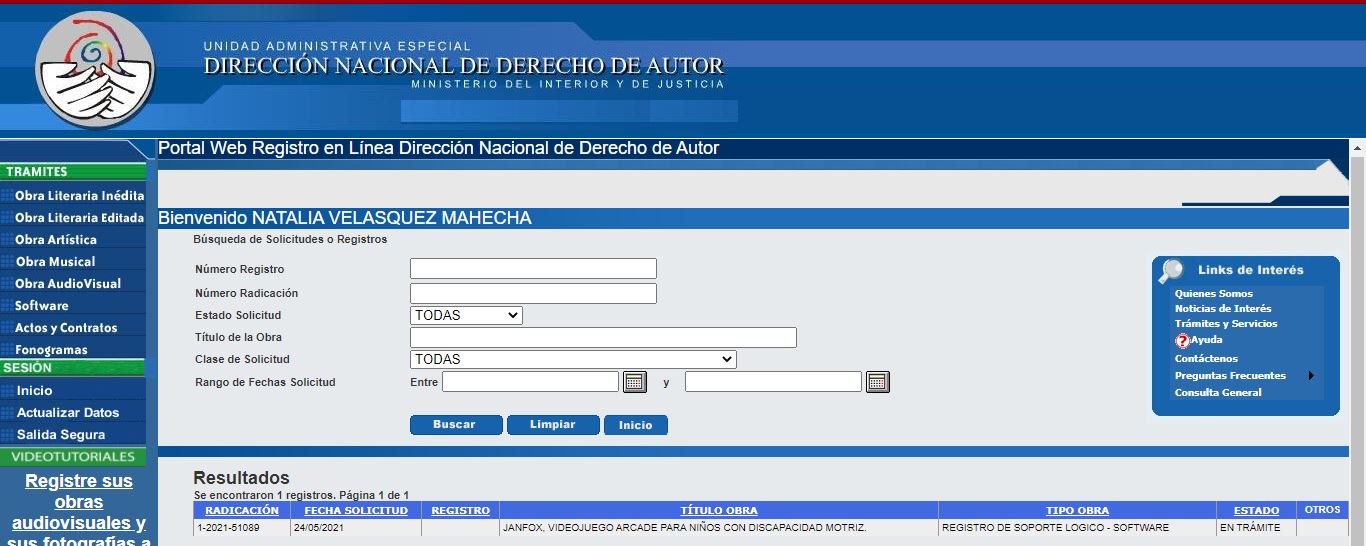 UNIDAD ADMINISTRATIVA ESPECIAL
DIRECCIÓN NACIONAL DE DERECHO DE AUTOR
MINISTERIO DEL INTERIOR Y DE JUSTICIA
Portal Web Registro en Línea Dirección Nacional de Derecho de Autor
TRAMITES
Obra Literaria Inédita
Obra Literaria Editada
Obra Artística
Obra Musical
Obra AudioVisual
Software
Actos y Contratos
Fonogramas
SESIÓN
Inicio
Actualizar Datos
Salida Segura
VIDEOTUTORIALES
Registre sus
obras
audiovisuales y
sus fotografías a
Bienvenido NATALIA VELASQUEZ MAHECHA
Búsqueda de Solicitudes o Registros
Número Registro
Número Radicación
Estado Solicitud TODAS
Título de la Obra
Clase de Solicitud TODAS
Rango de Fechas Solicitud Entre y
Buscar Limpiar Inicio
Links de Interés
Quienes Somos
Noticias de Interés
Trámites y Servicios
?Ayuda
Contáctenos
Preguntas Frecuentes
Consulta General
Resultados
Se encontraron 1 registros. Página 1 de 1
RADICACIÓN FECHA SOLICITUD REGISTRO TÍTULO OBRA TIPO OBRA ESTADO OTROS
1-2021-51089 24/05/2021 JANFOX, VIDEOJUEGO ARCADE PARA NIÑOS CON DISCAPACIDAD MOTRIZ. REGISTRO DE SOPORTE LOGICO - SOFTWARE EN TRÁMITE